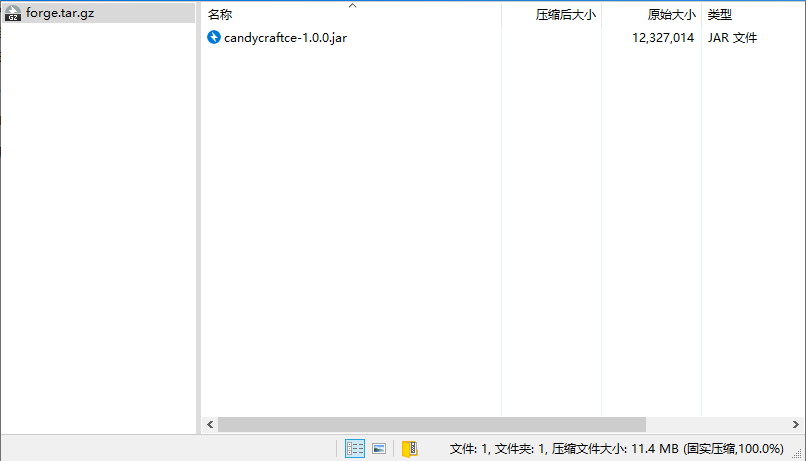 forge.tar.gz
名称 压缩后大小 原始大小 类型
candycraftce-1.0.0.jar 12,327,014 JAR 文件
文件: 1, 文件夹: 1, 压缩文件大小: 11.4 MB (固实压缩,100.0%)